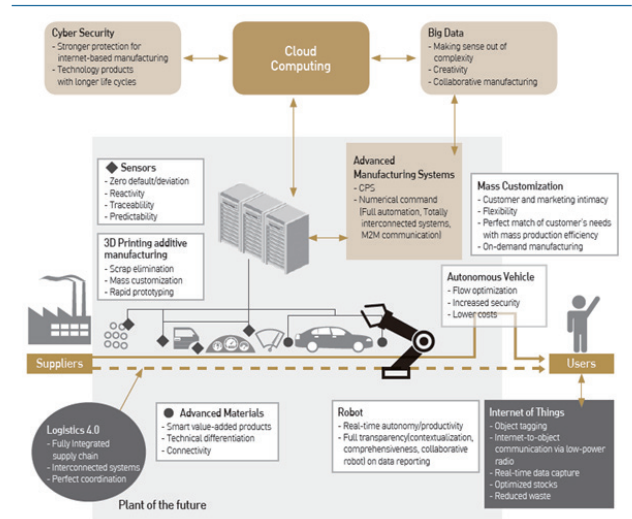 Cyber Security
- Stronger protection for
internet-based manufacturing
- Technology products
with longer life cycles
Cloud
Computing
Big Data
- Making sense out of
complexity
- Creativity
- Collaborative manufacturing
Sensors
- Zero default/deviation
- Reactivity
- Traceability
- Predictability
Advanced
Manufacturing Systems
- CPS
- Numerical command
(Full automation, Totally
interconnected systems,
M2M communication)
Mass Customization
- Customer and marketing intimacy
- Flexibility
- Perfect match of customer's needs
with mass production efficiency
- On-demand manufacturing
3D Printing additive
manufacturing
- Scrap elimination
- Mass customization
- Rapid prototyping
Autonomous Vehicle
- Flow optimization
- Increased security
- Lower costs
Suppliers
Users
Logistics 4.0
- Fully Integrated
supply chain
- Interconnected systems
- Perfect coordination
Advanced Materials
- Smart value-added products
- Technical differentiation
- Connectivity
Robot
- Real-time autonomy/productivity
- Full transparency(contextualization,
comprehensiveness, collaborative
robot) on data reporting
Internet of Things
- Object tagging
- Internet-to-object
communication via low-power
radio
- Real-time data capture
- Optimized stocks
- Reduced waste
Plant of the future